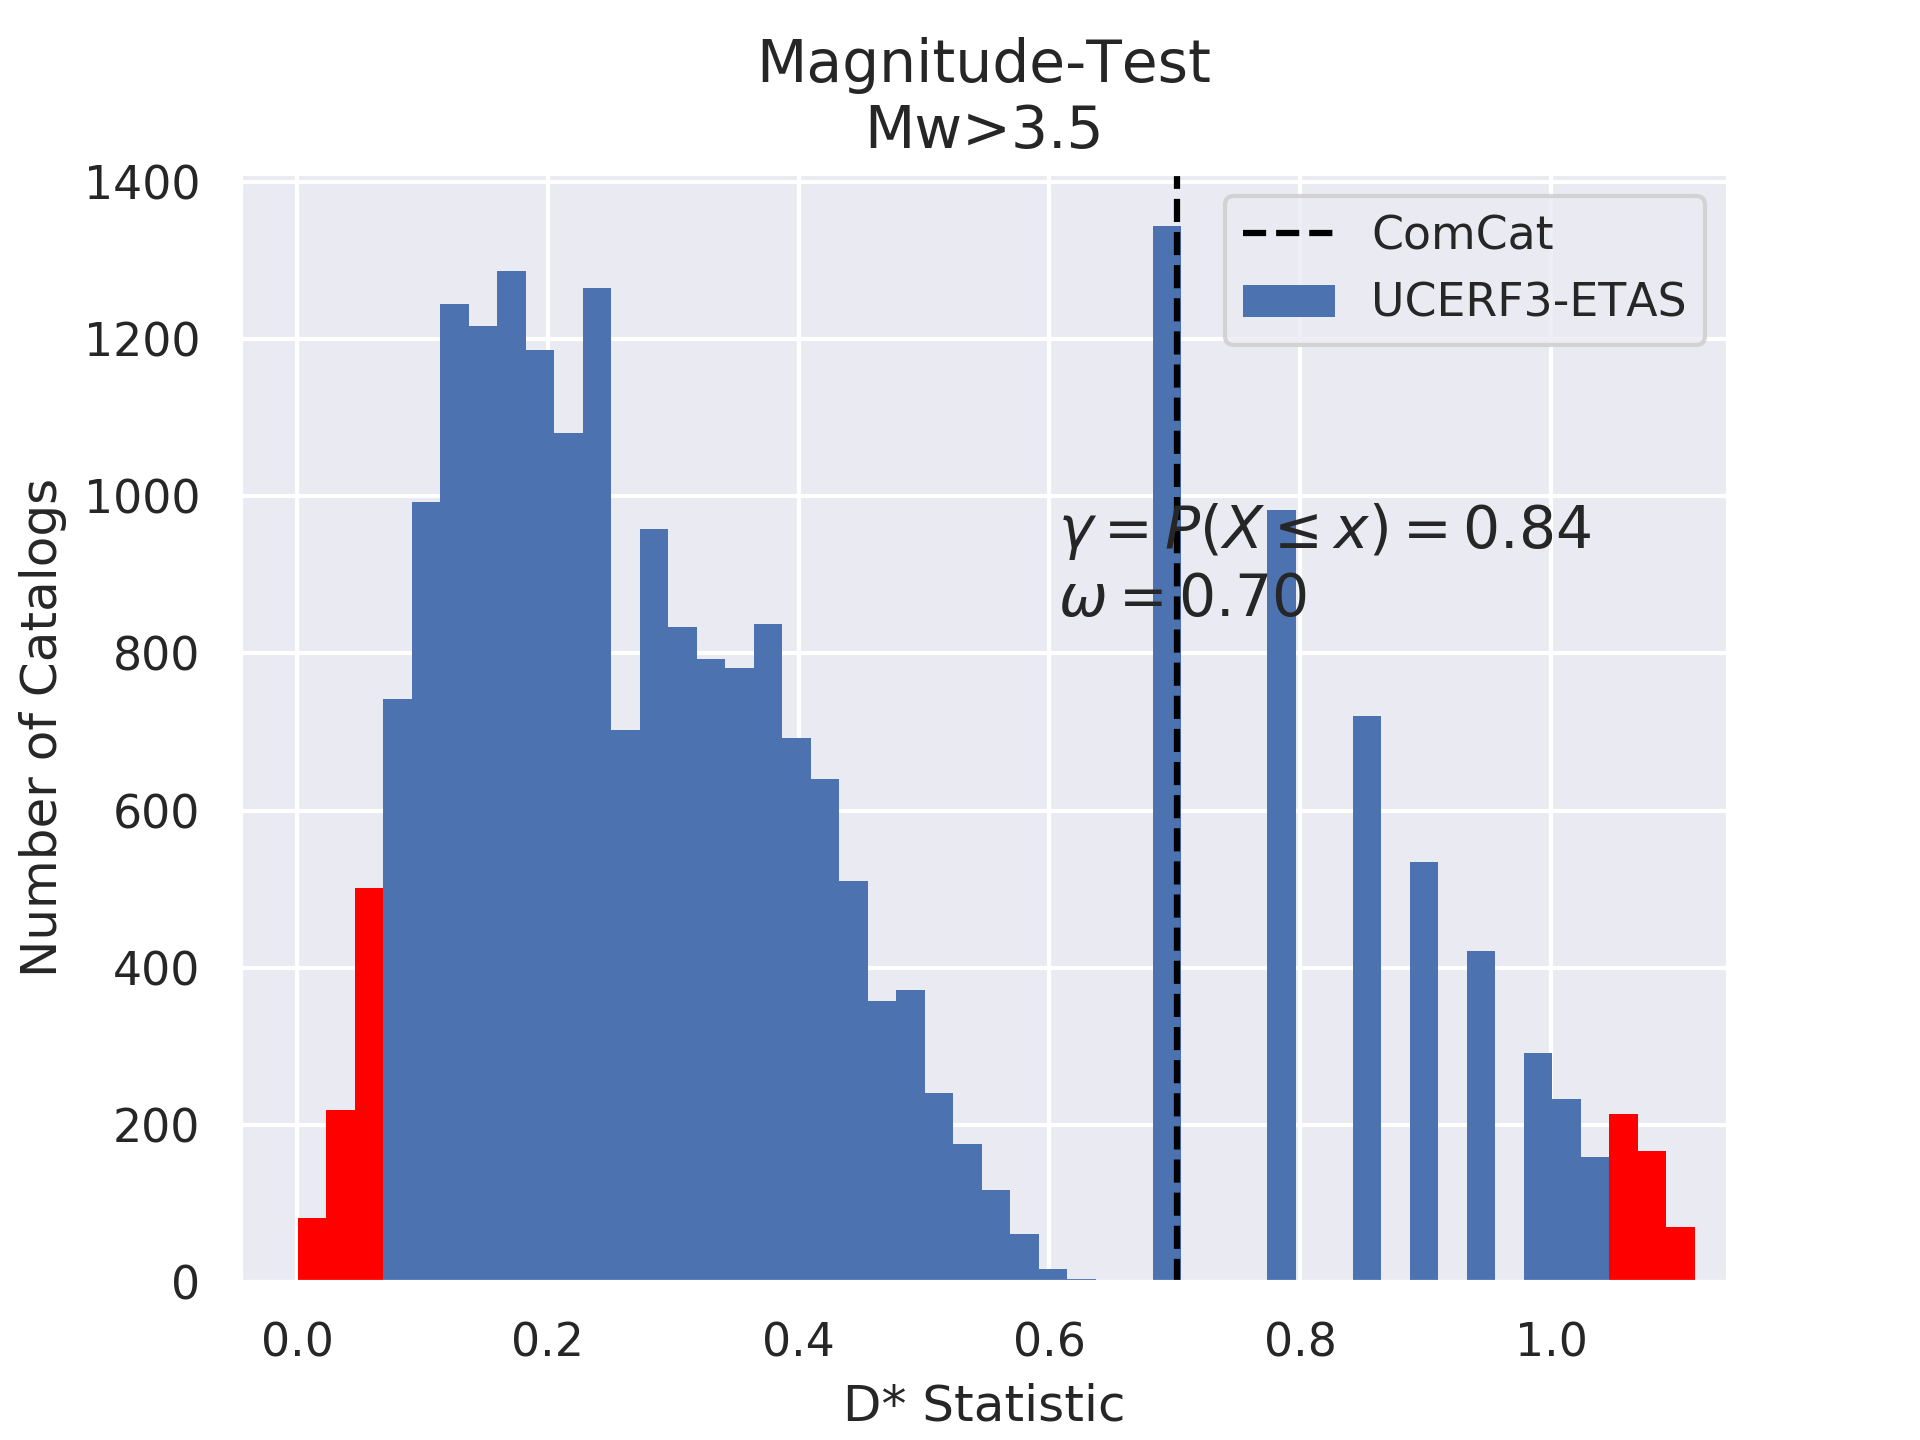 Magnitude-Test
Mw>3.5
1400
1200
1000
800
600
400
200
0
Number of Catalogs
ComCat
UCERF3-ETAS
γ = P(X ≤ x) = 0.84
ω = 0.70
0.0 0.2 0.4 0.6 0.8 1.0
D* Statistic